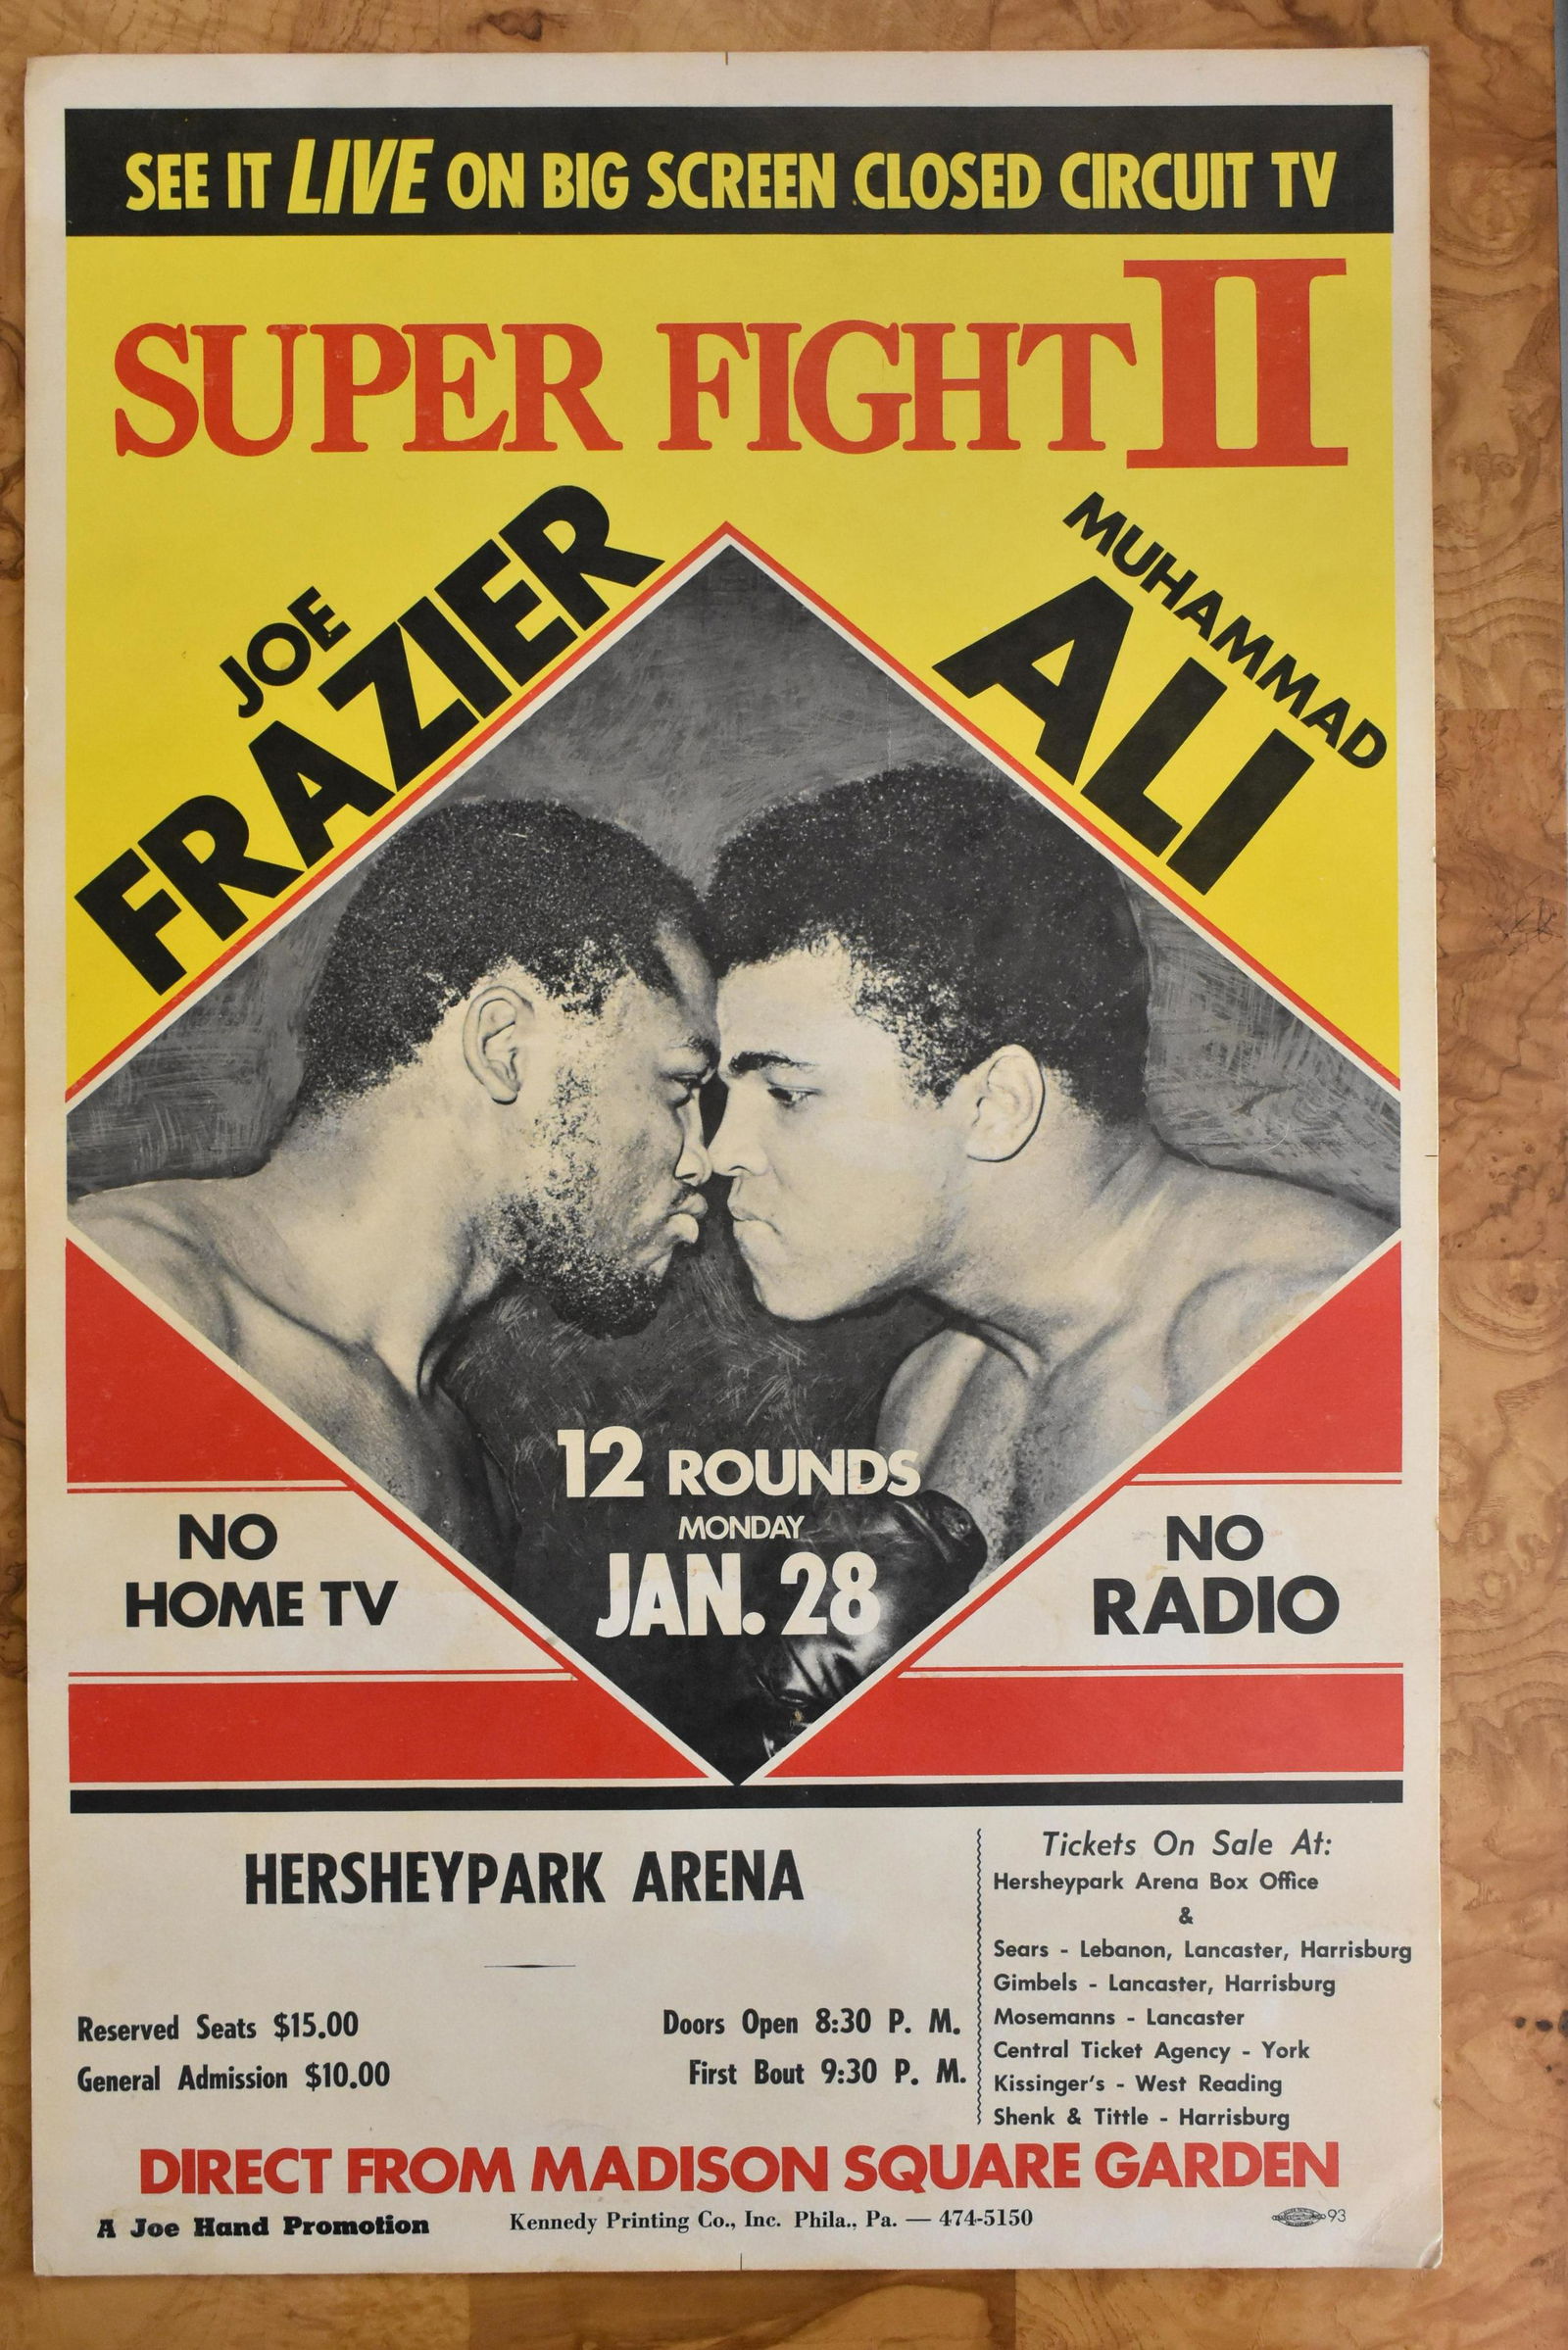 SEE IT LIVE ON BIG SCREEN CLOSED CIRCUIT TV
SUPER FIGHT II
JOE
FRAZIER
MUHAMMAD
ALI
12 ROUNDS
MONDAY
JAN. 28
NO
HOME TV
NO
RADIO
HERSHEYPARK ARENA
Reserved Seats $15.00
General Admission $10.00
Doors Open 8:30 P. M.
First Bout 9:30 P. M.
Tickets On Sale At:
Hersheypark Arena Box Office
&
Sears - Lebanon, Lancaster, Harrisburg
Gimbels - Lancaster, Harrisburg
Mosemanns - Lancaster
Central Ticket Agency - York
Kissinger's - West Reading
Shenk & Tittle - Harrisburg
DIRECT FROM MADISON SQUARE GARDEN
A Joe Hand Promotion
Kennedy Printing Co., Inc. Phila., Pa. — 474-5150
93